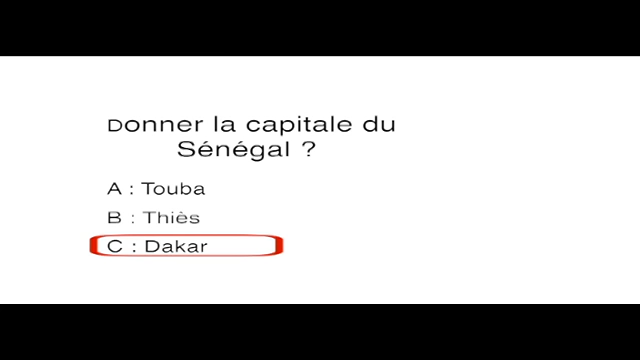 Donner la capitale du
Sénégal ?
A : Touba
B : Thiès
C : Dakar